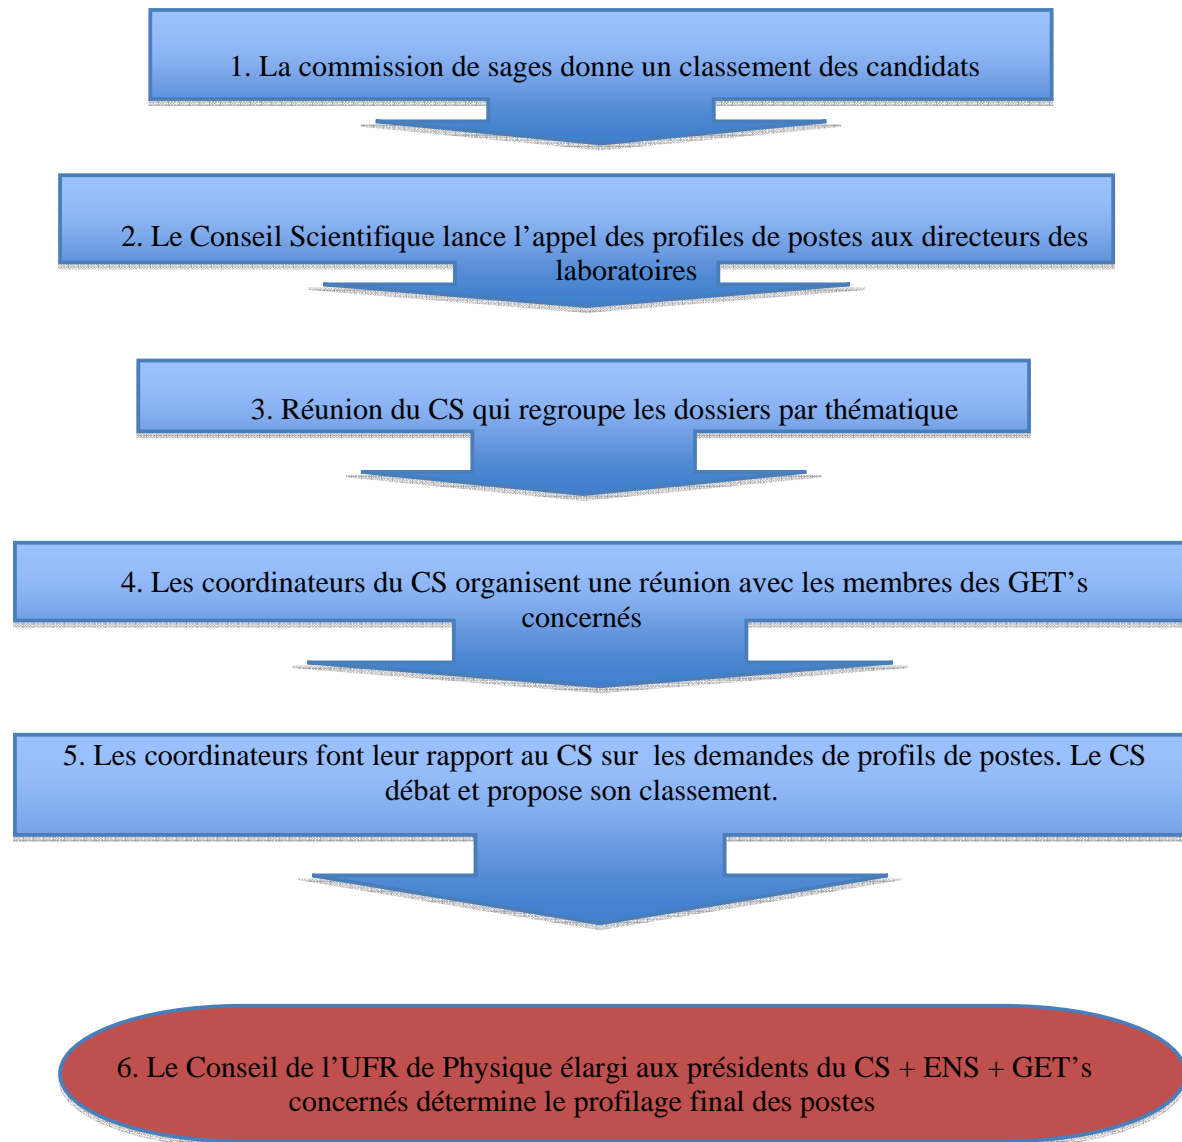 1. La commission de sages donne un classement des candidats
2. Le Conseil Scientifique lance l’appel des profiles de postes aux directeurs des
laboratoires
3. Réunion du CS qui regroupe les dossiers par thématique
4. Les coordinateurs du CS organisent une réunion avec les membres des GET’s
concernés
5. Les coordinateurs font leur rapport au CS sur  les demandes de profils de postes. Le CS
débat et propose son classement.
6. Le Conseil de l’UFR de Physique élargi aux présidents du CS + ENS + GET’s
concernés détermine le profilage final des postes